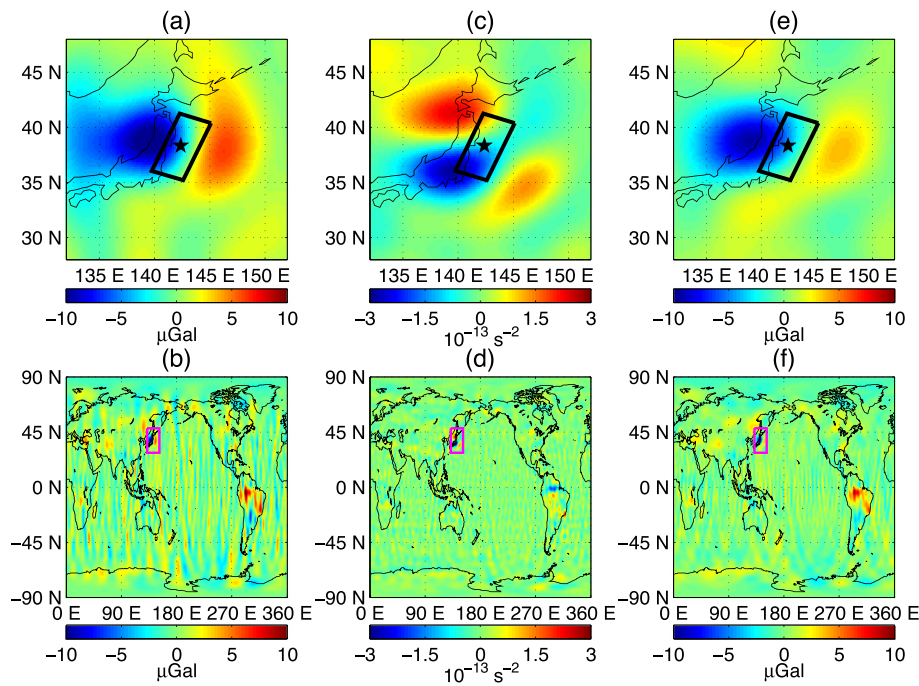 (a) (c) (e)
45 N 45 N 45 N
40 N 40 N 40 N
35 N 35 N 35 N
30 N 30 N 30 N
135 E 140 E 145 E 150 E 135 E 140 E 145 E 150 E 135 E 140 E 145 E 150 E
−10 −5 0 5 10 −3 −1.5 0 1.5 3 −10 −5 0 5 10
μGal 10⁻¹³ s⁻² μGal
(b) (d) (f)
90 N 90 N 90 N
45 N 45 N 45 N
0 N 0 N 0 N
−45 N −45 N −45 N
−90 N −90 N −90 N
0 E 90 E 180 E 270 E 360 E 0 E 90 E 180 E 270 E 360 E 0 E 90 E 180 E 270 E 360 E
−10 −5 0 5 10 −3 −1.5 0 1.5 3 −10 −5 0 5 10
μGal 10⁻¹³ s⁻² μGal